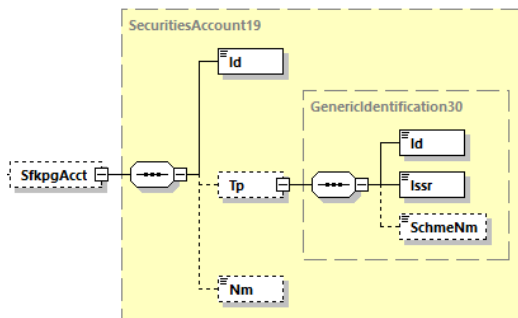 SecuritiesAccount19
Id
GenericIdentification30
Id
SfkpgAcct
Tp
Issr
SchmeNm
Nm